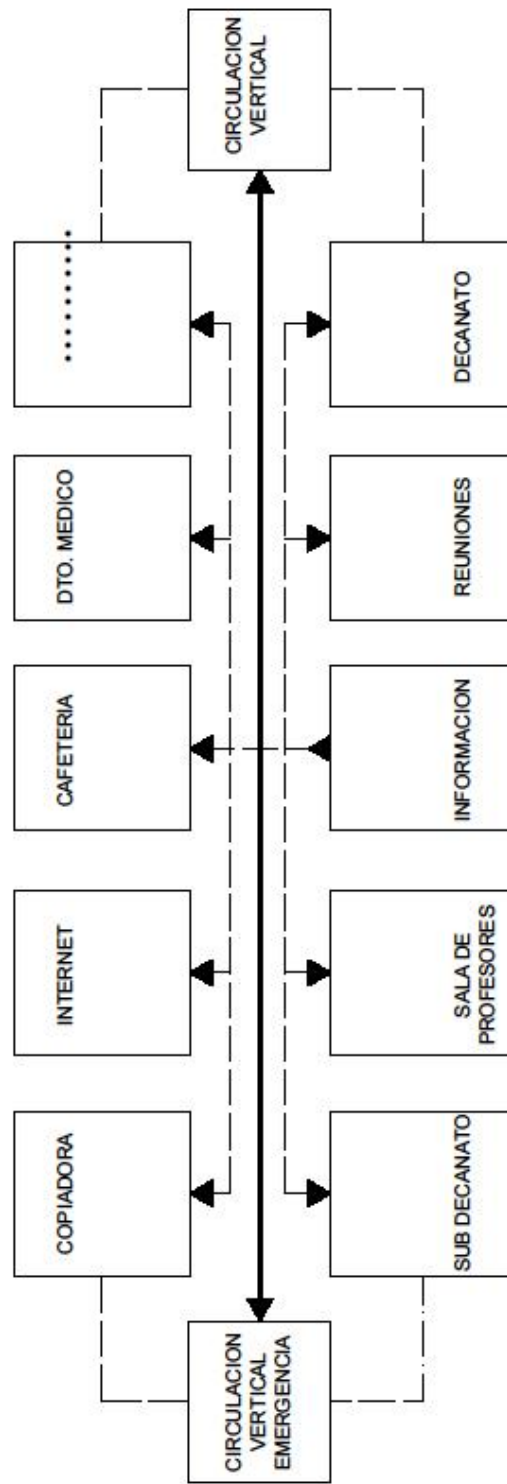 COPIADORA
INTERNET
CAFETERIA
DTO. MEDICO
...........
CIRCULACION
VERTICAL
EMERGENCIA
CIRCULACION
VERTICAL
SUB DECANATO
SALA DE
PROFESORES
INFORMACION
REUNIONES
DECANATO